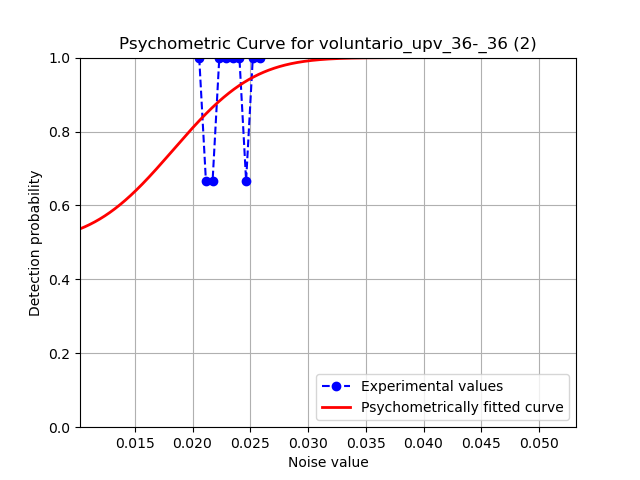 Psychometric Curve for voluntario_upv_36-_36 (2)
1.0
0.8
0.6
0.4
0.2
0.0
Detection probability
0.015 0.020 0.025 0.030 0.035 0.040 0.045 0.050
Noise value
Experimental values
Psychometrically fitted curve